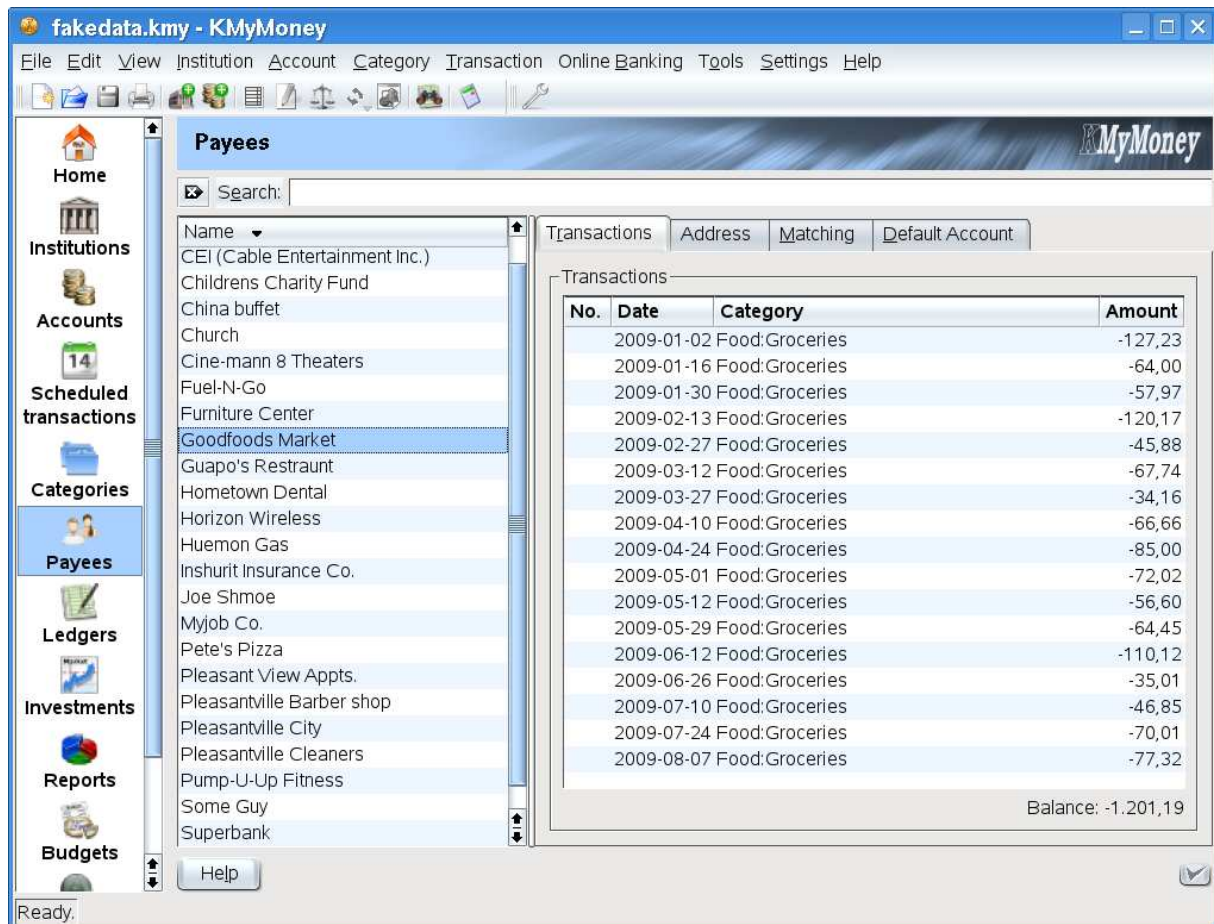 fakedata.kmy - KMyMoney
File Edit View Institution Account Category Transaction Online Banking Tools Settings Help
Home
Institutions
Accounts
14
Scheduled
transactions
Categories
Payees
Ledgers
Investments
Reports
Budgets
Payees
KMyMoney
Search:
Name
CEI (Cable Entertainment Inc.)
Childrens Charity Fund
China buffet
Church
Cine-mann 8 Theaters
Fuel-N-Go
Furniture Center
Goodfoods Market
Guapo's Restraunt
Hometown Dental
Horizon Wireless
Huemon Gas
Inshurit Insurance Co.
Joe Shmoe
Myjob Co.
Pete's Pizza
Pleasant View Appts.
Pleasantville Barber shop
Pleasantville City
Pleasantville Cleaners
Pump-U-Up Fitness
Some Guy
Superbank
Transactions Address Matching Default Account
Transactions
No. Date Category Amount
2009-01-02 Food:Groceries -127,23
2009-01-16 Food:Groceries -64,00
2009-01-30 Food:Groceries -57,97
2009-02-13 Food:Groceries -120,17
2009-02-27 Food:Groceries -45,88
2009-03-12 Food:Groceries -67,74
2009-03-27 Food:Groceries -34,16
2009-04-10 Food:Groceries -66,66
2009-04-24 Food:Groceries -85,00
2009-05-01 Food:Groceries -72,02
2009-05-12 Food:Groceries -56,60
2009-05-29 Food:Groceries -64,45
2009-06-12 Food:Groceries -110,12
2009-06-26 Food:Groceries -35,01
2009-07-10 Food:Groceries -46,85
2009-07-24 Food:Groceries -70,01
2009-08-07 Food:Groceries -77,32
Balance: -1.201,19
Help
Ready.